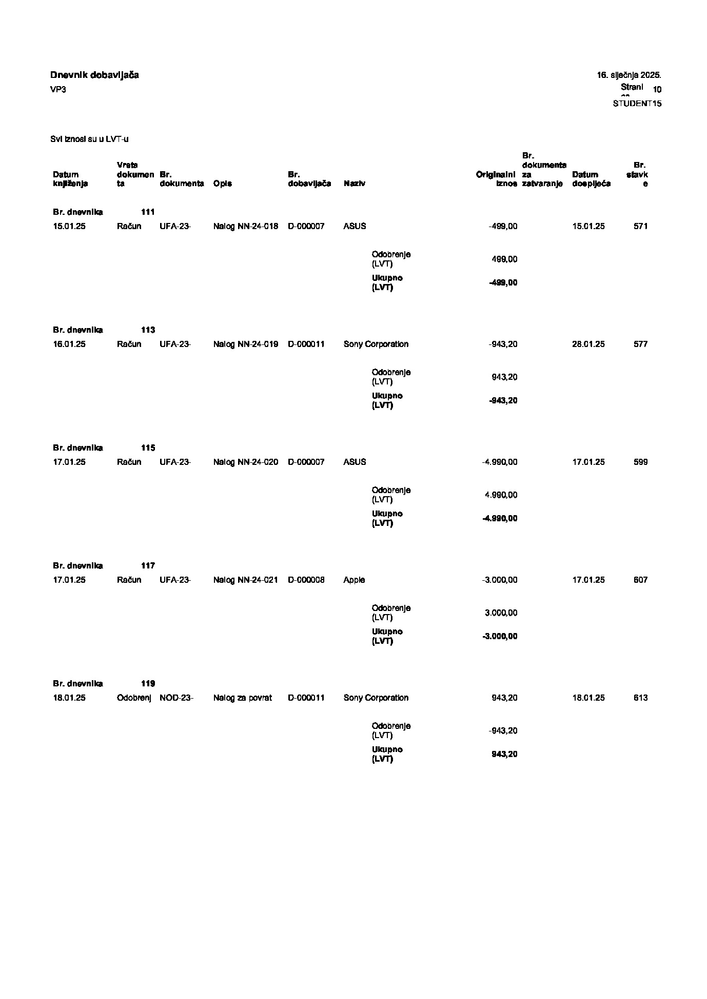 Dnevnik dobavljača
16. siječnja 2025.
VP3
Strani 10
STUDENT15
Svi iznosi su u LVT-u
Datum knjiženja Vrsta dokumen ta Br. dokumenta Opis Br. dobavljača Naziv Originalni iznos Br. dokumenta za zatvaranje Datum dospijeća Br. stavk e
Br. dnevnika 111
15.01.25 Račun UFA-23- Nalog NN-24-018 D-000007 ASUS -499,00 15.01.25 571
Odobrenje (LVT) 499,00
Ukupno (LVT) -499,00
Br. dnevnika 113
16.01.25 Račun UFA-23- Nalog NN-24-019 D-000011 Sony Corporation -943,20 28.01.25 577
Odobrenje (LVT) 943,20
Ukupno (LVT) -943,20
Br. dnevnika 115
17.01.25 Račun UFA-23- Nalog NN-24-020 D-000007 ASUS -4.990,00 17.01.25 599
Odobrenje (LVT) 4.990,00
Ukupno (LVT) -4.990,00
Br. dnevnika 117
17.01.25 Račun UFA-23- Nalog NN-24-021 D-000008 Apple -3.000,00 17.01.25 607
Odobrenje (LVT) 3.000,00
Ukupno (LVT) -3.000,00
Br. dnevnika 119
18.01.25 Odobrenj NOD-23- Nalog za povrat D-000011 Sony Corporation 943,20 18.01.25 613
Odobrenje (LVT) -943,20
Ukupno (LVT) 943,20